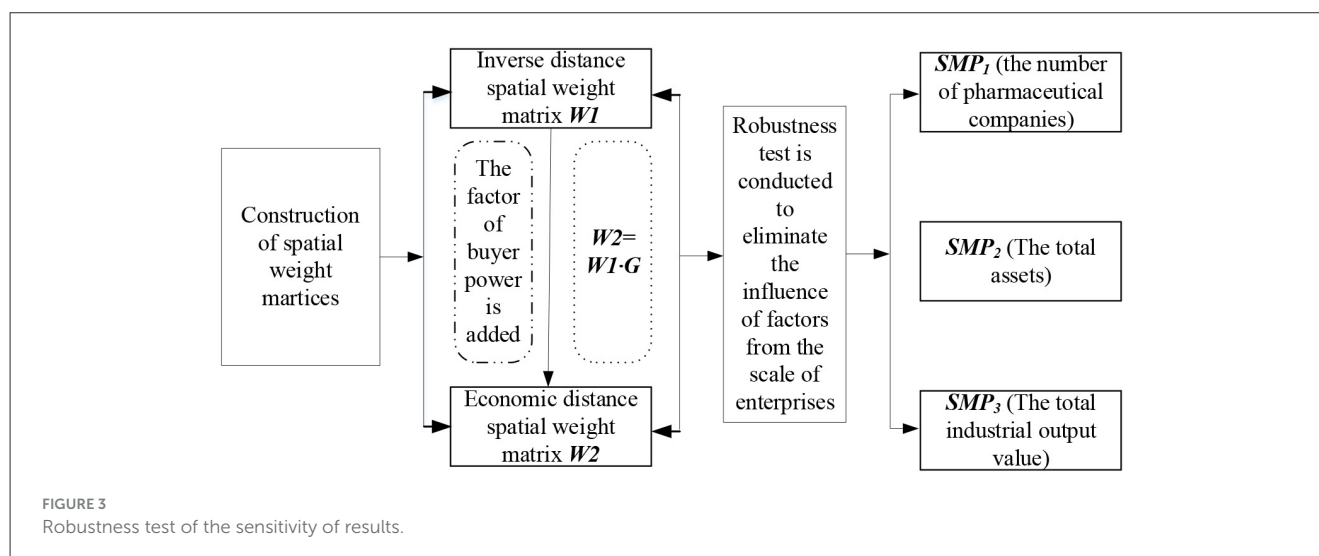 Construction
of spatial
weight
martices
Inverse distance
spatial weight
matrix W1
The
factor
of
buyer
power
is
added
W2=
W1·G
Economic distance
spatial weight
matrix W2
Robustness
test is
conducted
to
eliminate
the
influence
of factors
from the
scale of
enterprises
SMP₁ (the number
of pharmaceutical
companies)
SMP₂ (The total
assets)
SMP₃ (The total
industrial output
value)
FIGURE 3
Robustness test of the sensitivity of results.